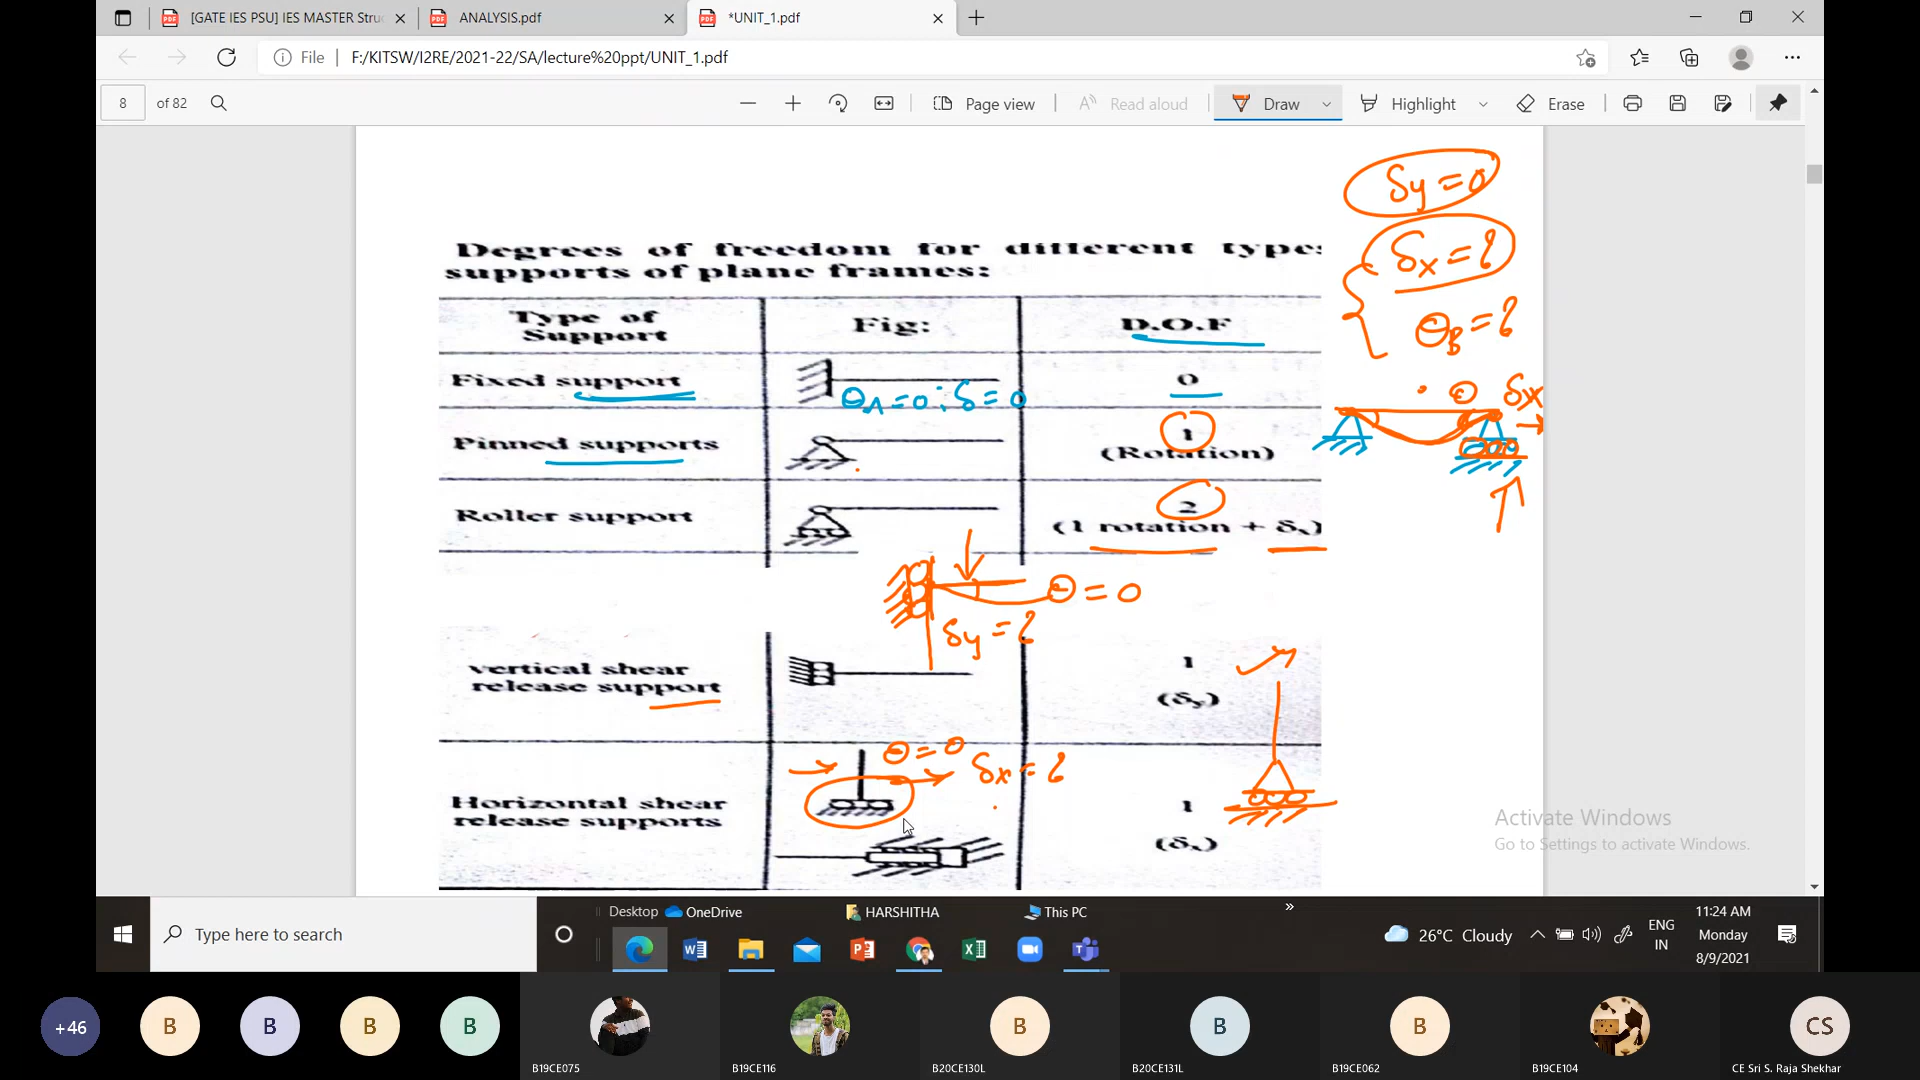 [GATE IES PSU] IES MASTER Struc
ANALYSIS.pdf
*UNIT_1.pdf
File
F:/KITSW/I2RE/2021-22/SA/lecture%20ppt/UNIT_1.pdf
8
of 82
Page view
Read aloud
Draw
Highlight
Erase
δy=0
δx=?
θB=?
Degrees of freedom for different types
supports of plane frames:
Type of
Support
Fig:
D.O.F
Fixed support
θA=0; δ=0
0
θ
δx
Pinned supports
1
(Rotation)
Roller support
2
(1 rotation + δx)
θ=0
δy=?
Vertical shear
release support
1
(δy)
θ=0
δx=?
Horizontal shear
release supports
1
(δx)
Activate Windows
Go to Settings to activate Windows.
Type here to search
Desktop
OneDrive
HARSHITHA
This PC
»
26°C Cloudy
ENG
IN
11:24 AM
Monday
8/9/2021
+46
B
B
B
B
B
B
B
CS
B19CE075
B19CE116
B20CE130L
B20CE131L
B19CE062
B19CE104
CE Sri S. Raja Shekhar